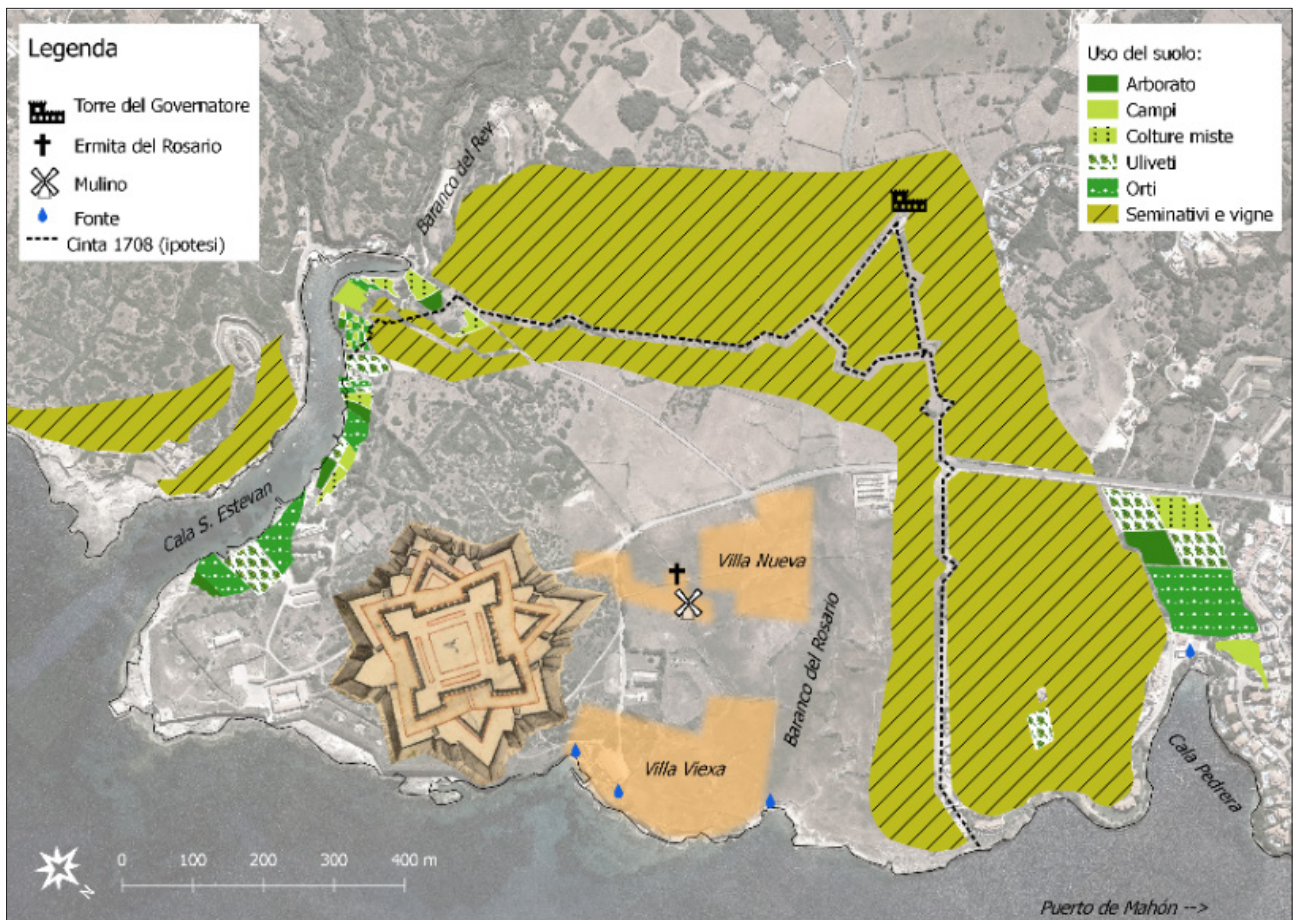 Legenda
Torre del Governatore
Ermita del Rosario
Mulino
Fonte
Cinta 1708 (ipotesi)
Uso del suolo:
Arborato
Campi
Colture miste
Uliveti
Orti
Seminativi e vigne
Baranco del Rey
Cala S. Estevan
Villa Nueva
Baranco del Rosario
Villa Viexa
Cala Pedrera
0 100 200 300 400 m
N
Puerto de Mahón -->